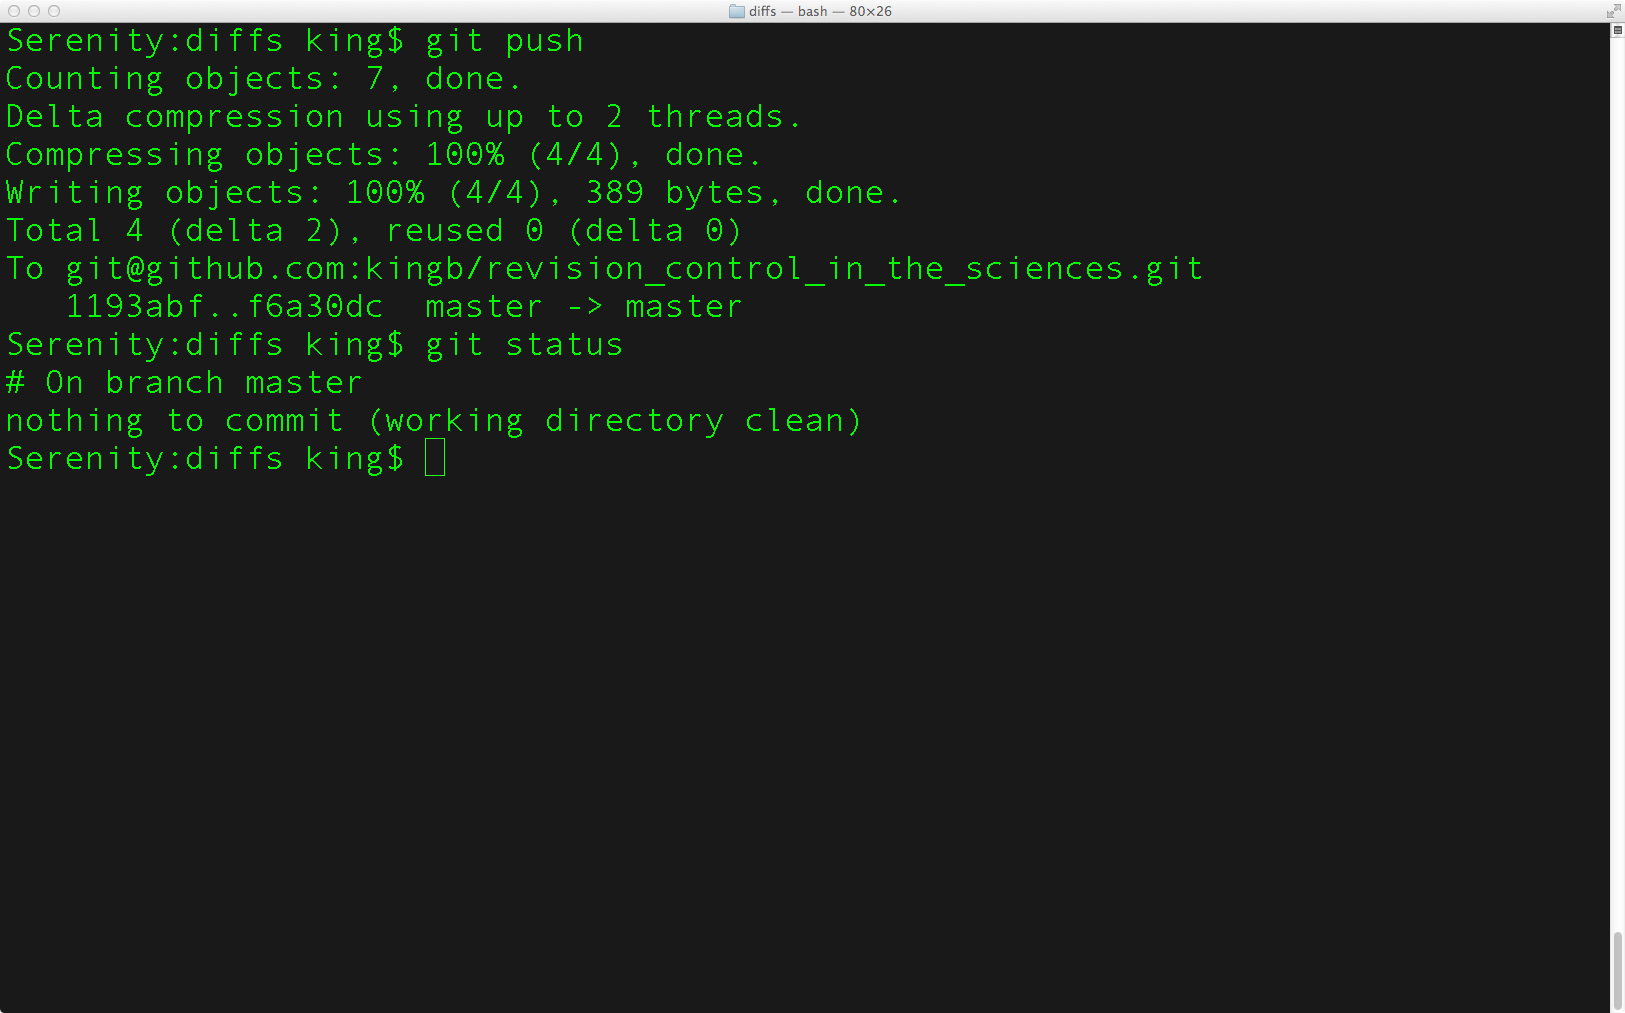 diffs — bash — 80×26
Serenity:diffs king$ git push
Counting objects: 7, done.
Delta compression using up to 2 threads.
Compressing objects: 100% (4/4), done.
Writing objects: 100% (4/4), 389 bytes, done.
Total 4 (delta 2), reused 0 (delta 0)
To git@github.com:kingb/revision_control_in_the_sciences.git
   1193abf..f6a30dc  master -> master
Serenity:diffs king$ git status
# On branch master
nothing to commit (working directory clean)
Serenity:diffs king$